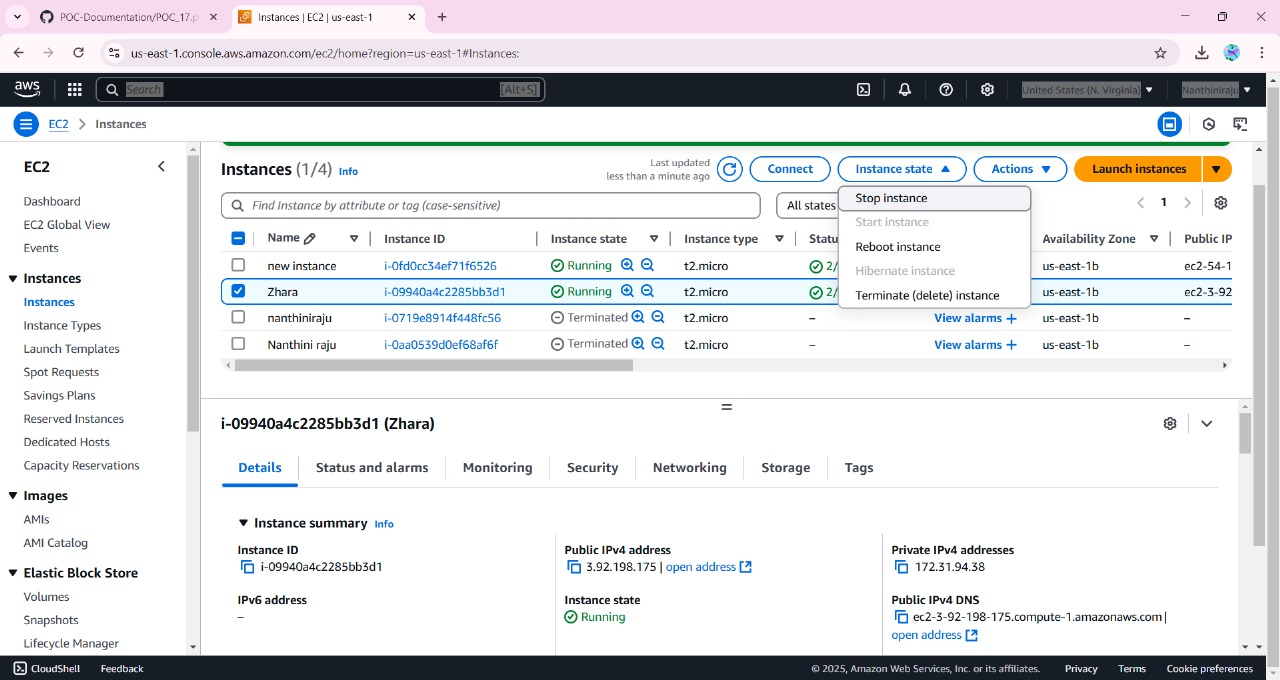 POC-Documentation/POC_17.p
Instances | EC2 | us-east-1
us-east-1.console.aws.amazon.com/ec2/home?region=us-east-1#Instances:
aws
Search
[Alt+S]
United States (N. Virginia)
Nanthiniraju
EC2 > Instances
EC2
Dashboard
EC2 Global View
Events
Instances
Instances
Instance Types
Launch Templates
Spot Requests
Savings Plans
Reserved Instances
Dedicated Hosts
Capacity Reservations
Images
AMIs
AMI Catalog
Elastic Block Store
Volumes
Snapshots
Lifecycle Manager
Instances (1/4) Info
Last updated
less than a minute ago
Connect
Instance state
Actions
Launch instances
Find Instance by attribute or tag (case-sensitive)
All states
1
Stop instance
Start instance
Reboot instance
Hibernate instance
Terminate (delete) instance
Name Instance ID Instance state Instance type Statu Availability Zone Public IP
new instance i-0fd0cc34ef71f6526 Running t2.micro 2/ us-east-1b ec2-54-1
Zhara i-09940a4c2285bb3d1 Running t2.micro 2/ us-east-1b ec2-3-92
nanthiniraju i-0719e8914f448fc56 Terminated t2.micro – View alarms + us-east-1b –
Nanthini raju i-0aa0539d0ef68af6f Terminated t2.micro – View alarms + us-east-1b –
i-09940a4c2285bb3d1 (Zhara)
Details Status and alarms Monitoring Security Networking Storage Tags
Instance summary Info
Instance ID
i-09940a4c2285bb3d1
Public IPv4 address
3.92.198.175 | open address
Private IPv4 addresses
172.31.94.38
IPv6 address
–
Instance state
Running
Public IPv4 DNS
ec2-3-92-198-175.compute-1.amazonaws.com |
open address
CloudShell Feedback
© 2025, Amazon Web Services, Inc. or its affiliates. Privacy Terms Cookie preferences